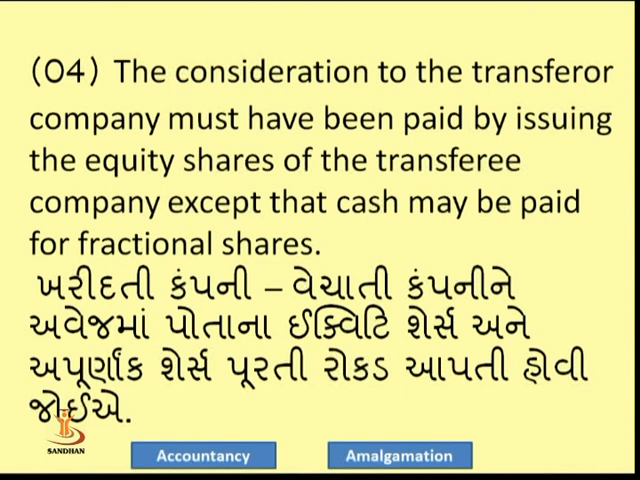 (04) The consideration to the transferor
company must have been paid by issuing
the equity shares of the transferee
company except that cash may be paid
for fractional shares.
ખરીદતી કંપની – વેચાતી કંપનીને
અવેજમાં પોતાના ઈક્વિટિ શેર્સ અને
અપૂર્ણાંક શેર્સ પૂરતી રોકડ આપતી હોવી
જોઈએ.
SANDHAN
Accountancy
Amalgamation